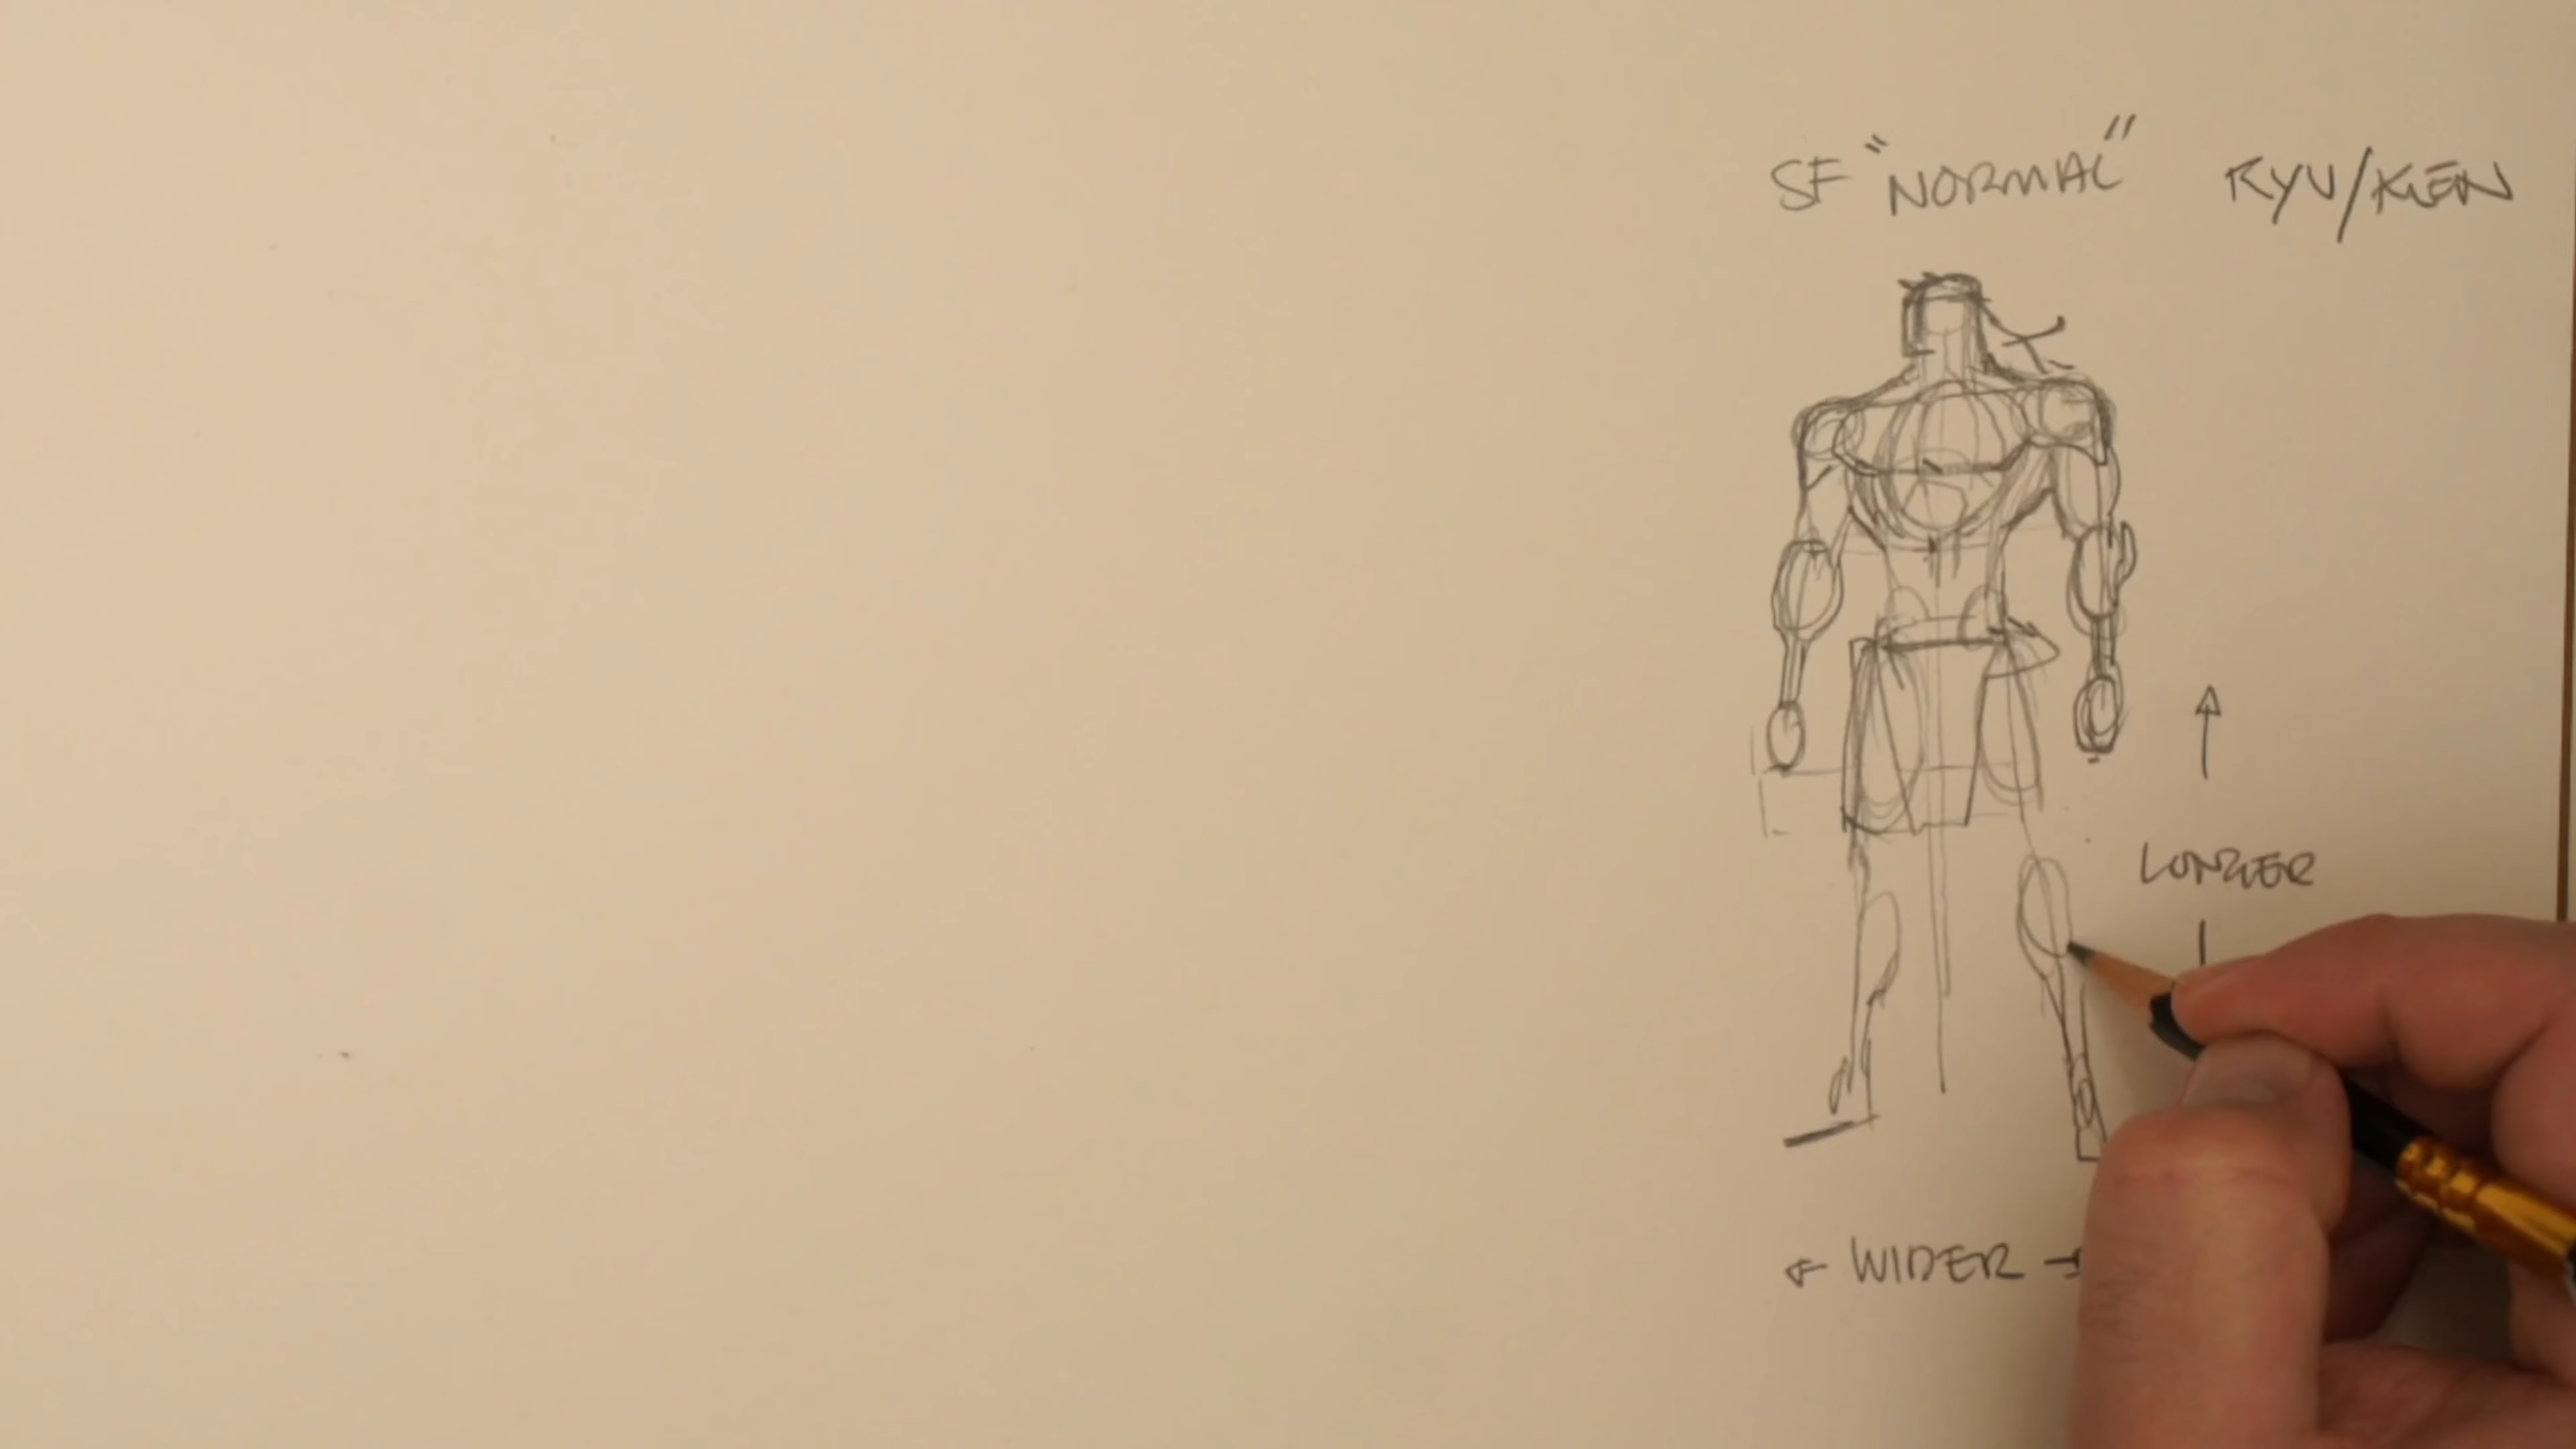 SF "NORMAL" RYU/KEN
LONGER
← WIDER →